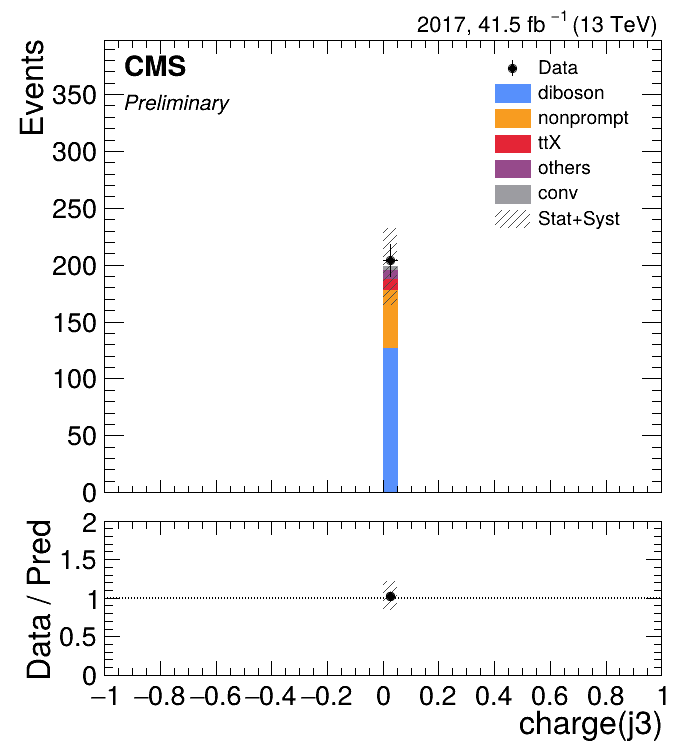 2017, 41.5 fb⁻¹ (13 TeV)
CMS
Preliminary
Events
350
300
250
200
150
100
50
0
Data
diboson
nonprompt
ttX
others
conv
Stat+Syst
Data / Pred
2
1.5
1
0.5
0
−1 −0.8 −0.6 −0.4 −0.2 0 0.2 0.4 0.6 0.8 1
charge(j3)